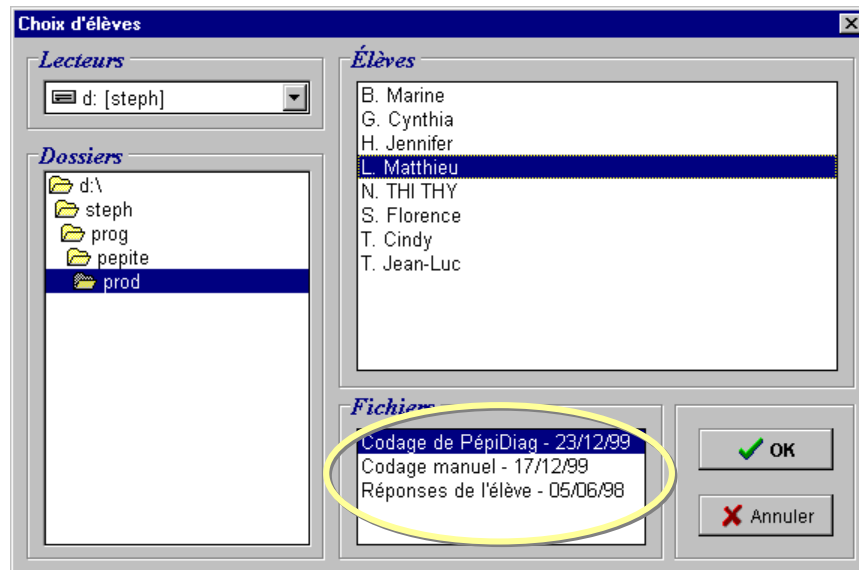 Choix d'élèves
Lecteurs
d: [steph]
Dossiers
d:\
steph
prog
pepite
prod
Élèves
B. Marine
G. Cynthia
H. Jennifer
L. Matthieu
N. THI THY
S. Florence
T. Cindy
T. Jean-Luc
Fichiers
Codage de PépiDiag - 23/12/99
Codage manuel - 17/12/99
Réponses de l'élève - 05/06/98
OK
Annuler